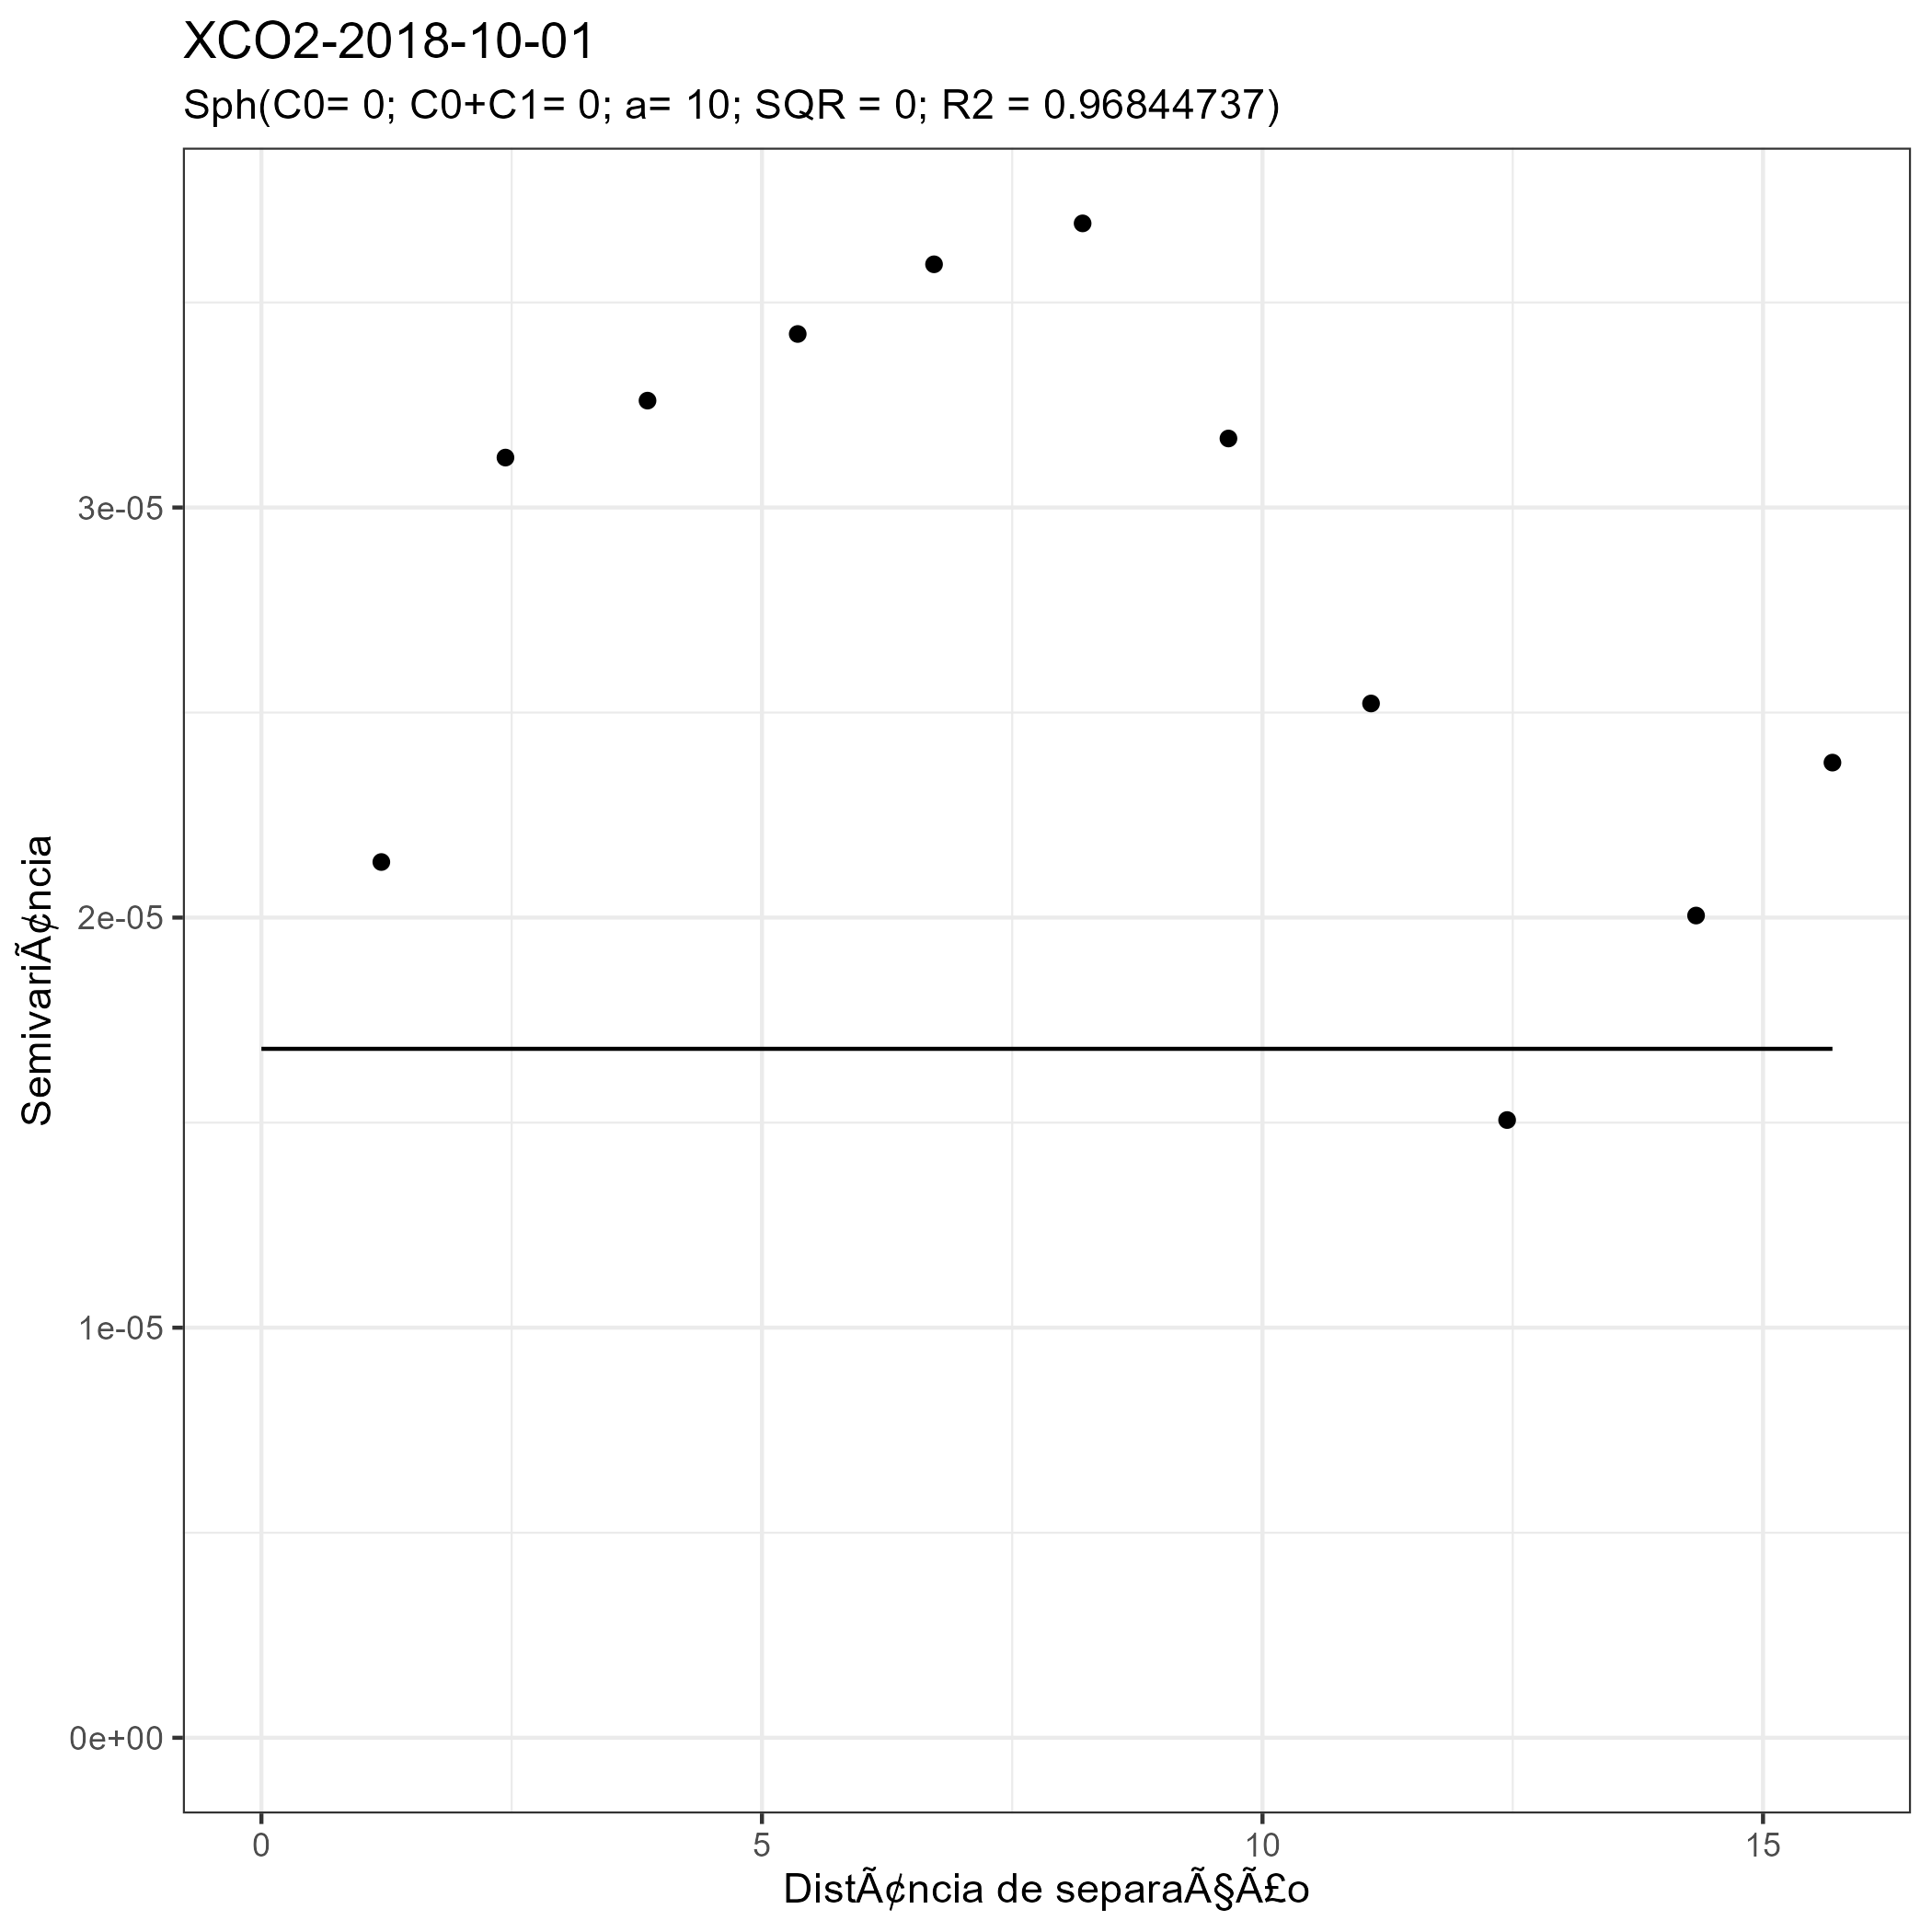 XCO2-2018-10-01
Sph(C0= 0; C0+C1= 0; a= 10; SQR = 0; R2 = 0.96844737)
SemivariÃ¢ncia
3e-05
2e-05
1e-05
0e+00
0 5 10 15
DistÃ¢ncia de separaÃ§Ã£o